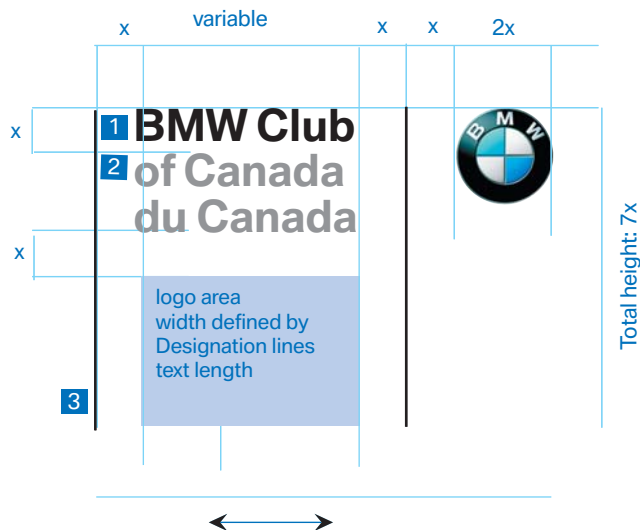 x
variable
x
x
2x
x
1
BMW Club
2
of Canada
du Canada
BMW
x
logo area
width defined by
Designation lines
text length
3
Total height: 7x